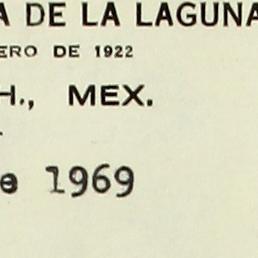 A DE LA LAGUNA
ERO DE 1922
H., MEX.
e 1969